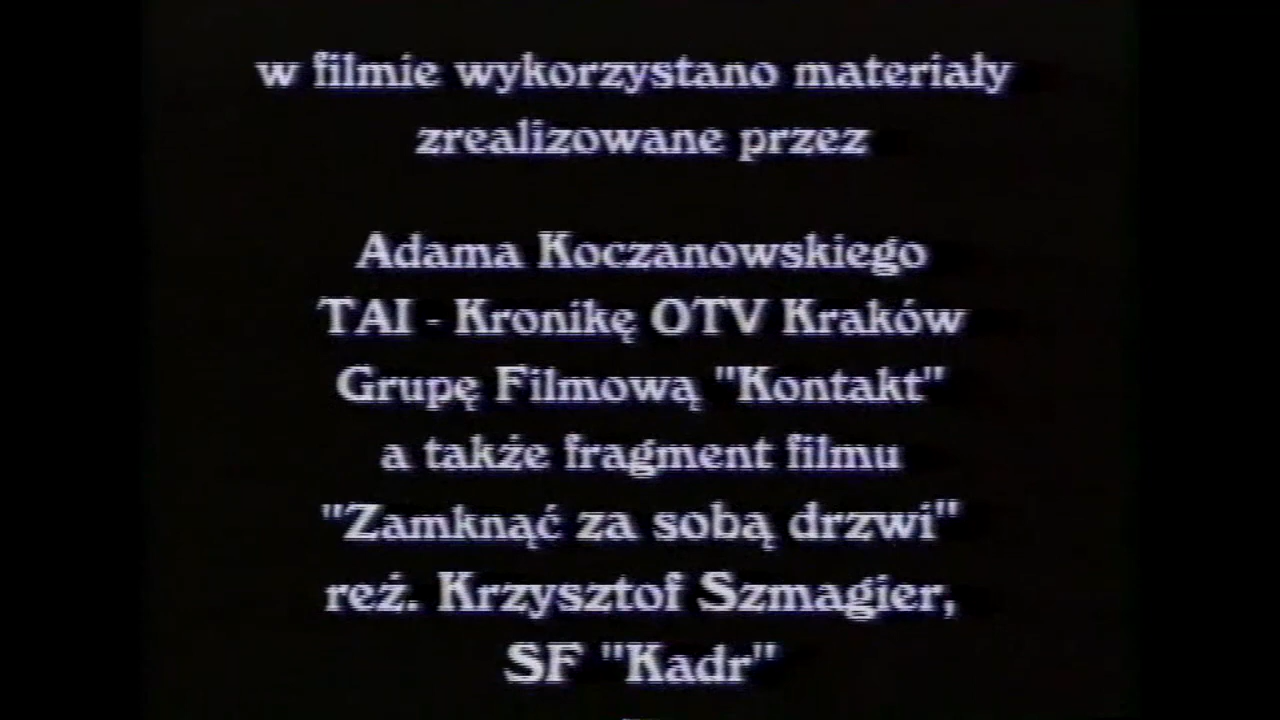 w filmie wykorzystano materiały
zrealizowane przez
Adama Koczanowskiego
TAI - Kronikę OTV Kraków
Grupę Filmową "Kontakt"
a także fragment filmu
"Zamknąć za sobą drzwi"
reż. Krzysztof Szmagier,
SF "Kadr"